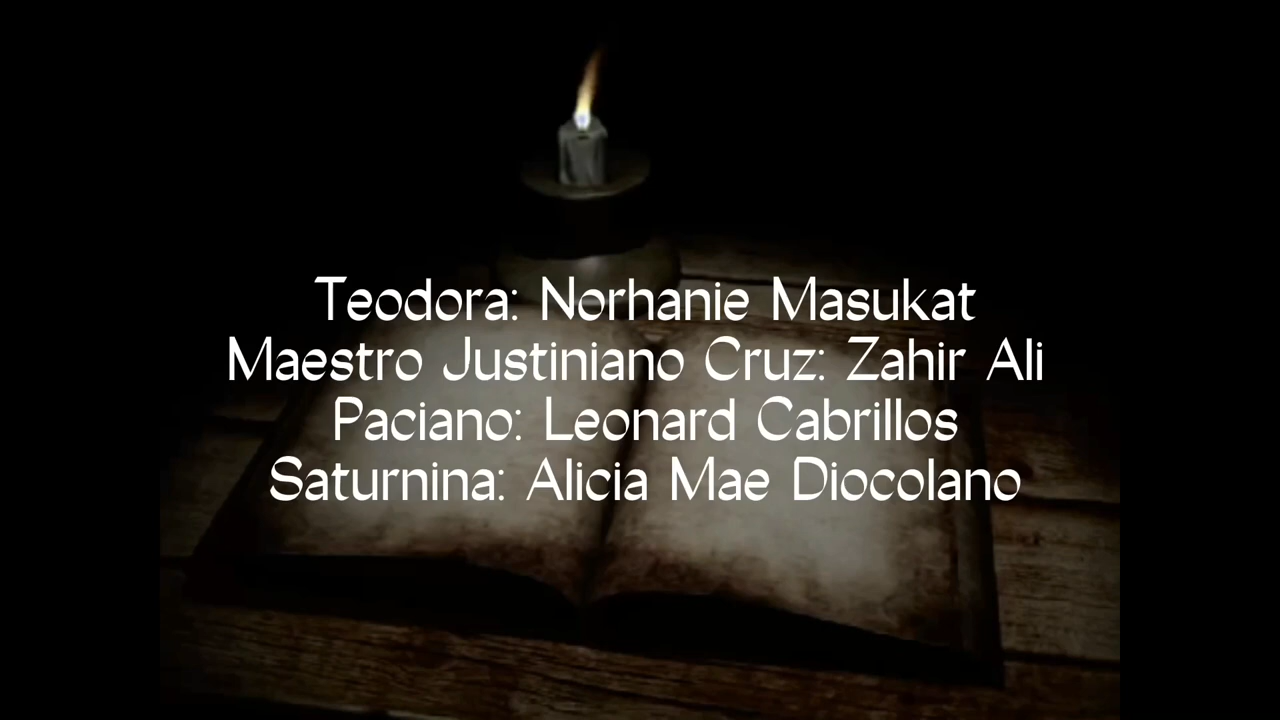 Teodora: Norhanie Masukat
Maestro Justiniano Cruz: Zahir Ali
Paciano: Leonard Cabrillos
Saturnina: Alicia Mae Diocolano